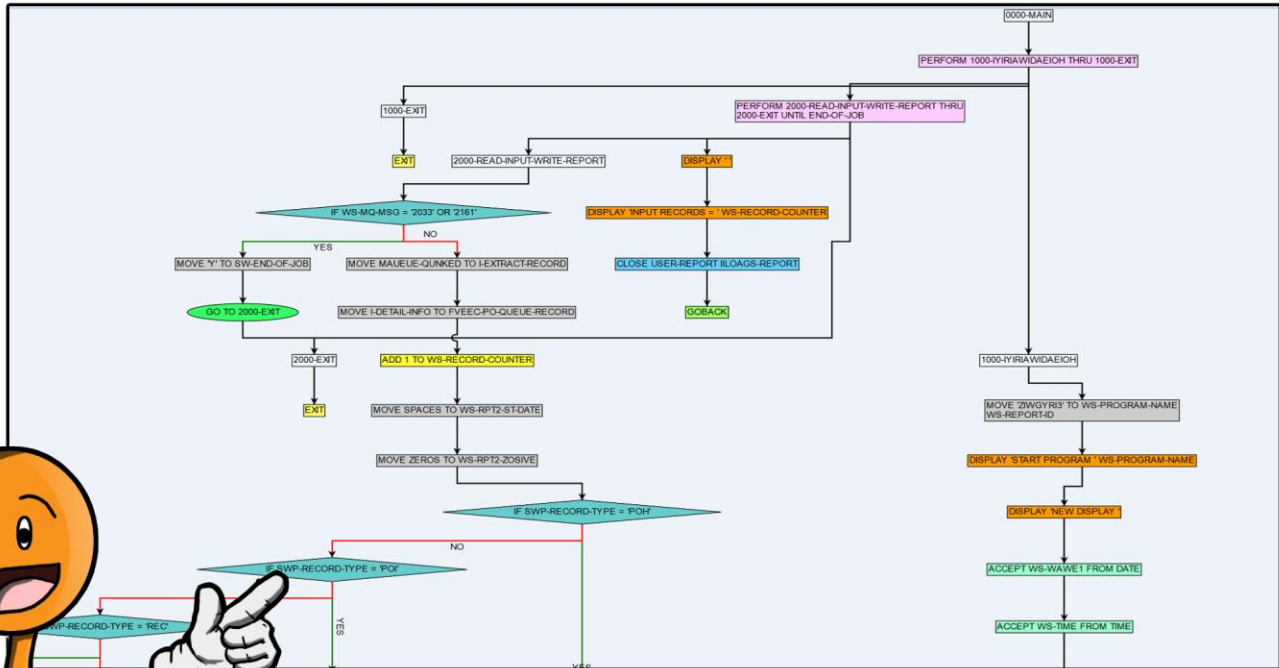 0000-MAIN
PERFORM 1000-IYIRIAWIDAEIOH THRU 1000-EXIT
1000-EXIT
PERFORM 2000-READ-INPUT-WRITE-REPORT THRU
2000-EXIT UNTIL END-OF-JOB
EXIT
2000-READ-INPUT-WRITE-REPORT
DISPLAY ' '
IF WS-MQ-MSG = '2033' OR '2161'
DISPLAY 'INPUT RECORDS = ' WS-RECORD-COUNTER
YES
NO
MOVE 'Y' TO SW-END-OF-JOB
MOVE MAUEUE-QUNKED TO I-EXTRACT-RECORD
CLOSE USER-REPORT IILOAGS-REPORT
GO TO 2000-EXIT
MOVE I-DETAIL-INFO TO FVEEC-PO-QUEUE-RECORD
GOBACK
2000-EXIT
ADD 1 TO WS-RECORD-COUNTER
1000-IYIRIAWIDAEIOH
EXIT
MOVE SPACES TO WS-RPT2-ST-DATE
MOVE 'ZIWGYRI3' TO WS-PROGRAM-NAME
WS-REPORT-ID
MOVE ZEROS TO WS-RPT2-ZOSIVE
DISPLAY 'START PROGRAM ' WS-PROGRAM-NAME
IF SWP-RECORD-TYPE = 'POH'
DISPLAY 'NEW DISPLAY '
NO
IF SWP-RECORD-TYPE = 'POI'
ACCEPT WS-WAWE1 FROM DATE
WP-RECORD-TYPE = 'REC'
YES
ACCEPT WS-TIME FROM TIME
YES